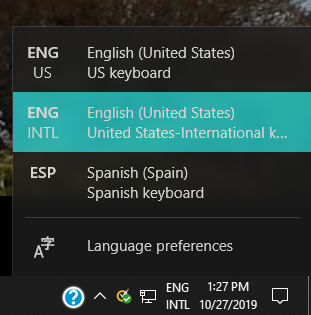 ENG English (United States)
US US keyboard
ENG English (United States)
INTL United States-International k...
ESP Spanish (Spain)
Spanish keyboard
Language preferences
ENG 1:27 PM
INTL 10/27/2019